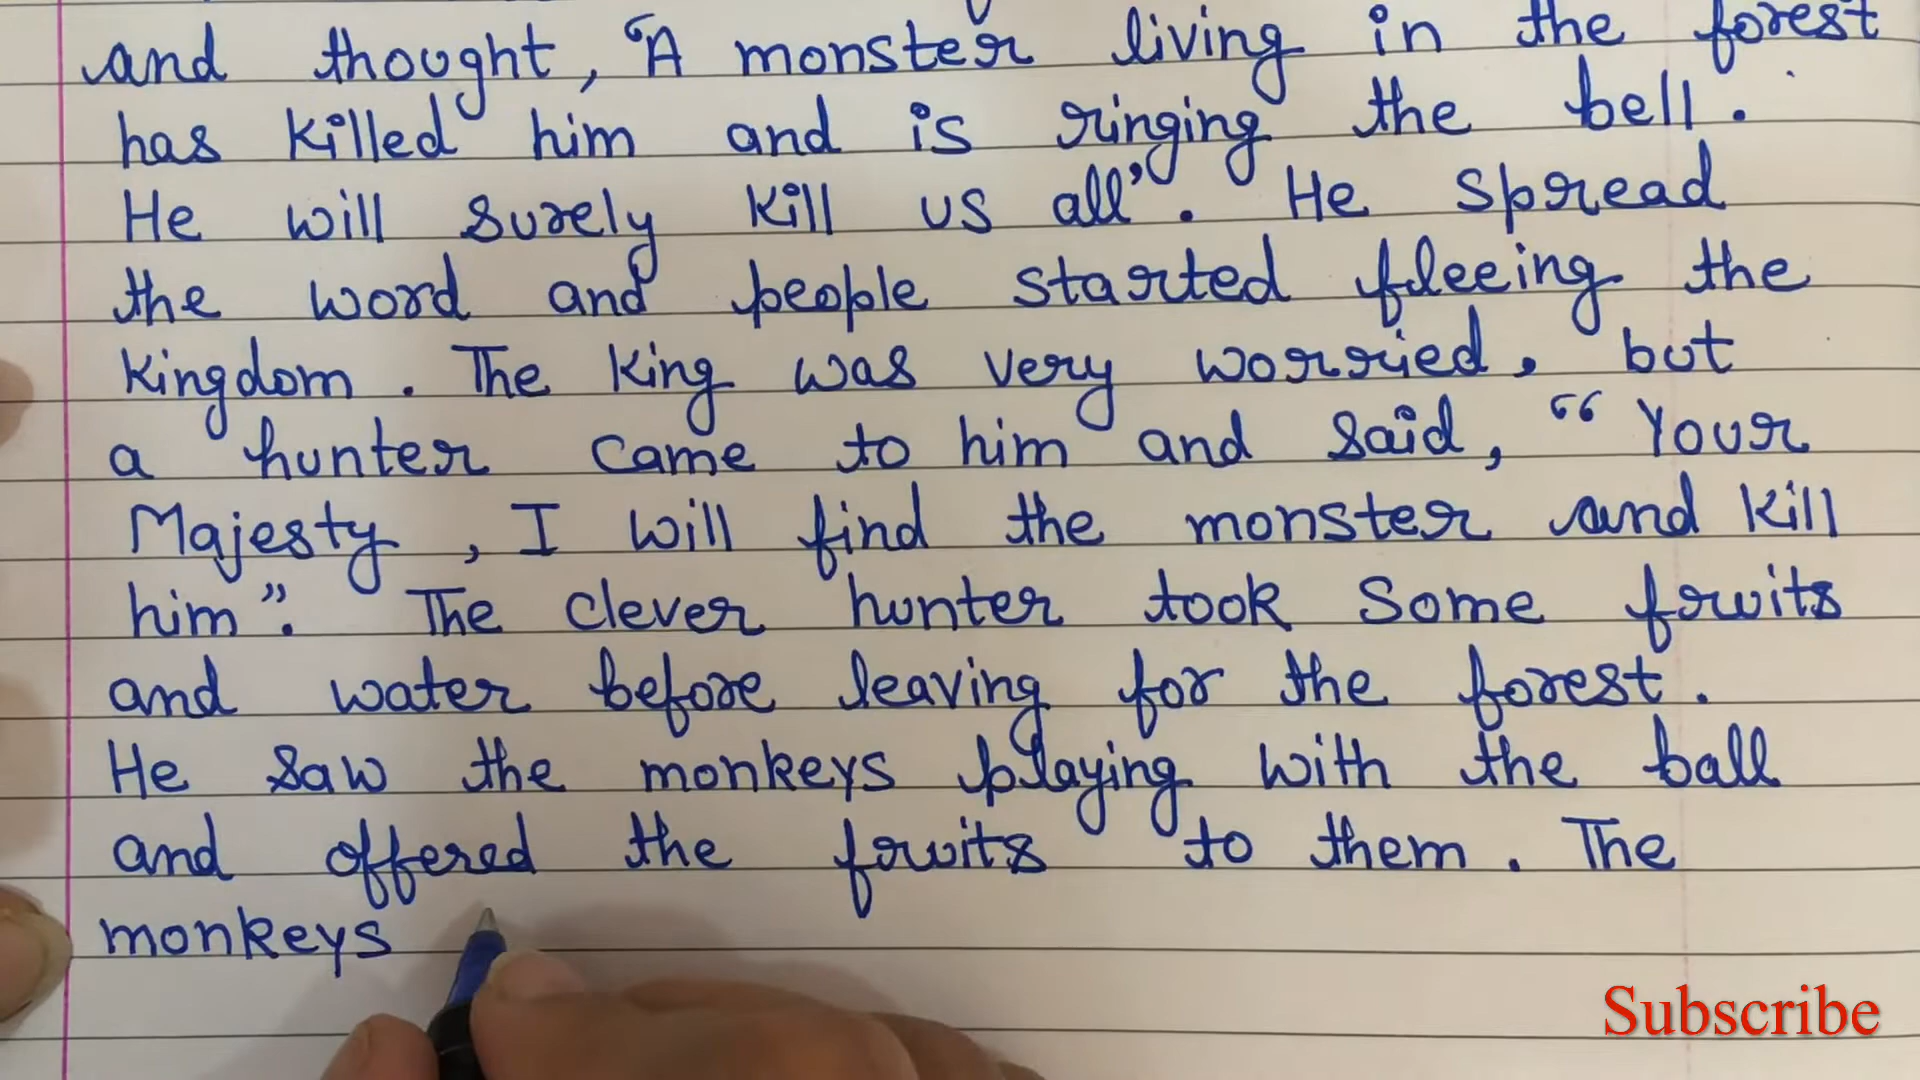 and thought, “A monster living in the forest
has killed him and is ringing the bell.
He will surely kill us all”. He spread
the word and people started fleeing the
kingdom. The king was very worried, but
a hunter came to him and said, “Your
Majesty, I will find the monster and kill
him”. The clever hunter took some fruits
and water before leaving for the forest.
He saw the monkeys playing with the ball
and offered the fruits to them. The
monkeys
Subscribe